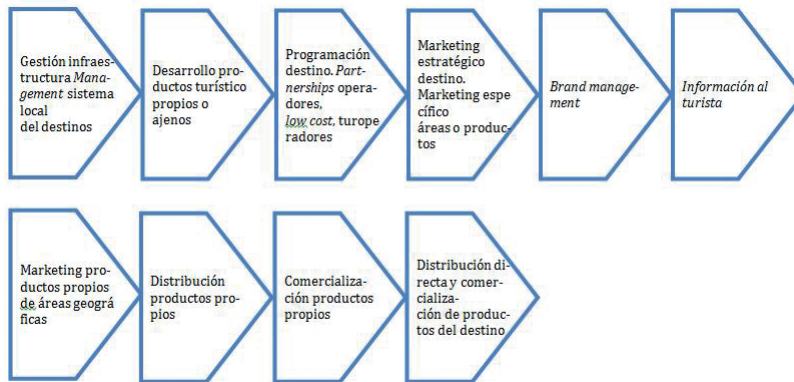 Gestión infraes-
tructura Mana-
gement sistema
local
del destinos
Desarrollo pro-
ductos turístico
propios o
ajenos
Programación
destino. Part-
nerships opera-
dores,
low cost, turope
radores
Marketing
estratégico
destino.
Marketing espe
cífico
áreas o produc-
tos
Brand manage-
ment
Información al
turista
Marketing pro-
ductos propios
de áreas geográ
ficas
Distribución
productos pro-
pios
Comercializa-
ción productos
propios
Distribución di-
recta y comer-
cializa-
ción de produc-
tos del destino